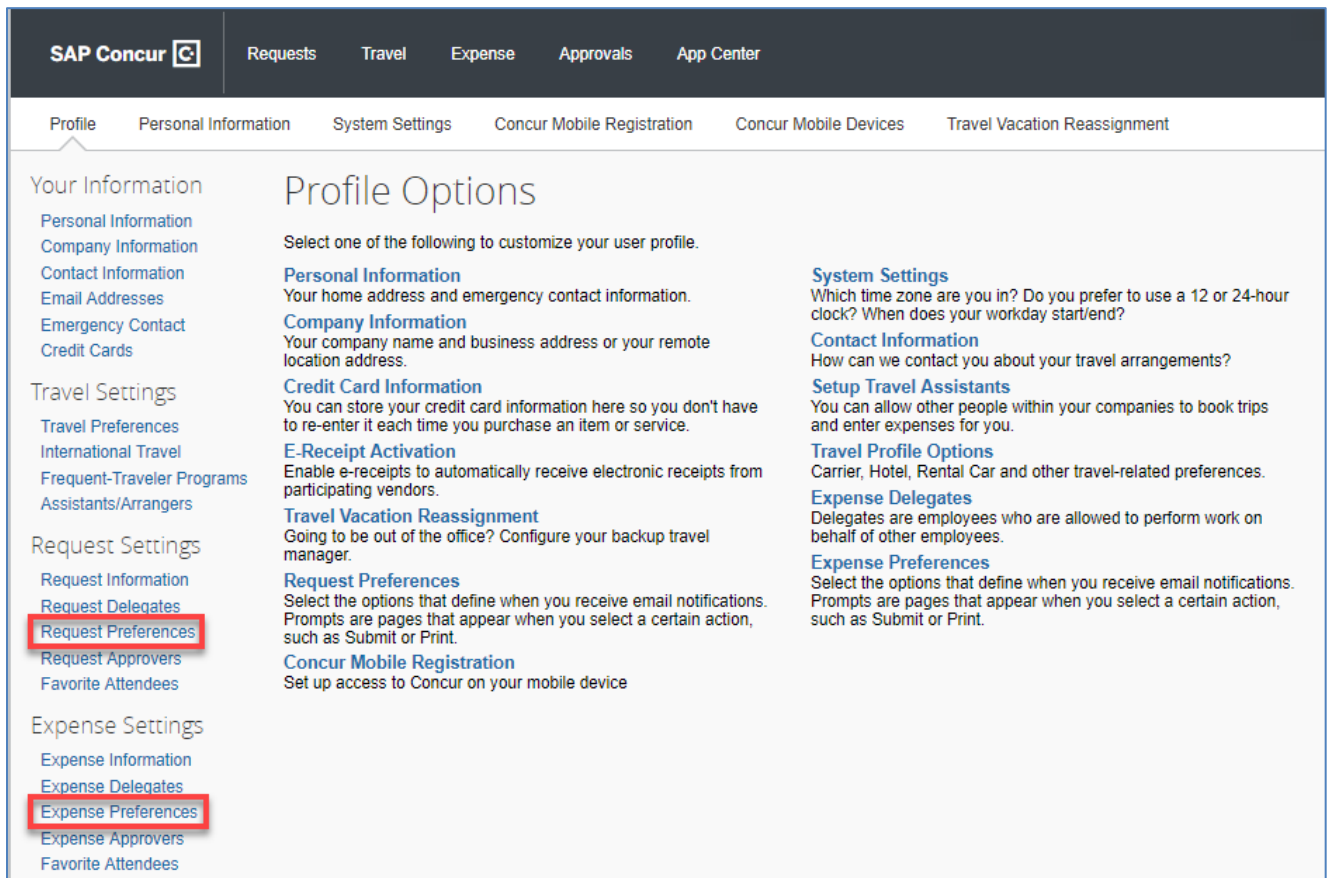 SAP Concur C Requests Travel Expense Approvals App Center
Profile Personal Information System Settings Concur Mobile Registration Concur Mobile Devices Travel Vacation Reassignment
Your Information
Personal Information
Company Information
Contact Information
Email Addresses
Emergency Contact
Credit Cards
Travel Settings
Travel Preferences
International Travel
Frequent-Traveler Programs
Assistants/Arrangers
Request Settings
Request Information
Request Delegates
Request Preferences
Request Approvers
Favorite Attendees
Expense Settings
Expense Information
Expense Delegates
Expense Preferences
Expense Approvers
Favorite Attendees
Profile Options
Select one of the following to customize your user profile.
Personal Information
Your home address and emergency contact information.
Company Information
Your company name and business address or your remote
location address.
Credit Card Information
You can store your credit card information here so you don't have
to re-enter it each time you purchase an item or service.
E-Receipt Activation
Enable e-receipts to automatically receive electronic receipts from
participating vendors.
Travel Vacation Reassignment
Going to be out of the office? Configure your backup travel
manager.
Request Preferences
Select the options that define when you receive email notifications.
Prompts are pages that appear when you select a certain action,
such as Submit or Print.
Concur Mobile Registration
Set up access to Concur on your mobile device
System Settings
Which time zone are you in? Do you prefer to use a 12 or 24-hour
clock? When does your workday start/end?
Contact Information
How can we contact you about your travel arrangements?
Setup Travel Assistants
You can allow other people within your companies to book trips
and enter expenses for you.
Travel Profile Options
Carrier, Hotel, Rental Car and other travel-related preferences.
Expense Delegates
Delegates are employees who are allowed to perform work on
behalf of other employees.
Expense Preferences
Select the options that define when you receive email notifications.
Prompts are pages that appear when you select a certain action,
such as Submit or Print.